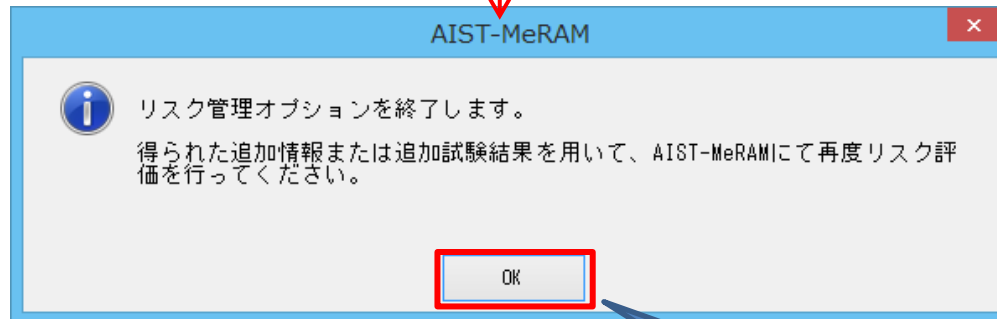 AIST-MeRAM
リスク管理オプションを終了します。
得られた追加情報または追加試験結果を用いて、AIST-MeRAMにて再度リスク評
価を行ってください。
OK